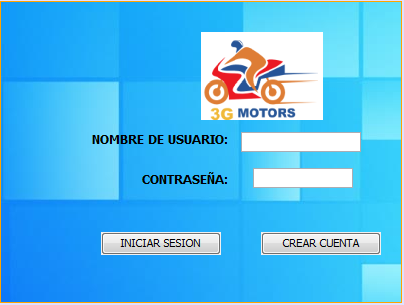 3G MOTORS
NOMBRE DE USUARIO:
CONTRASEÑA:
INICIAR SESION
CREAR CUENTA